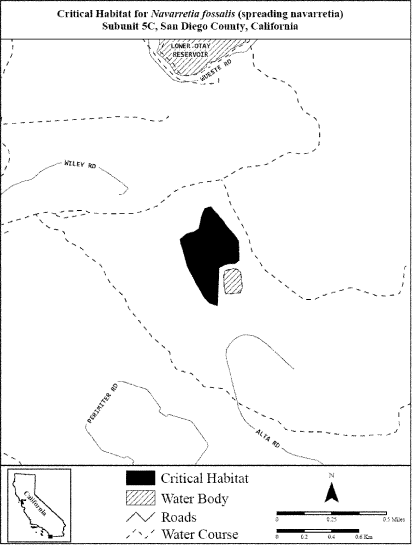 Critical Habitat for Navarretia fossalis (spreading navarretia)
Subunit 5C, San Diego County, California
LOWER OTAY
RESERVOIR
WUESTE RD
WILEY RD
PERIMITER RD
ALTA RD
California
Critical Habitat
Water Body
Roads
Water Course
N
0 0.25 0.5 Miles
0 0.2 0.4 0.6 Km